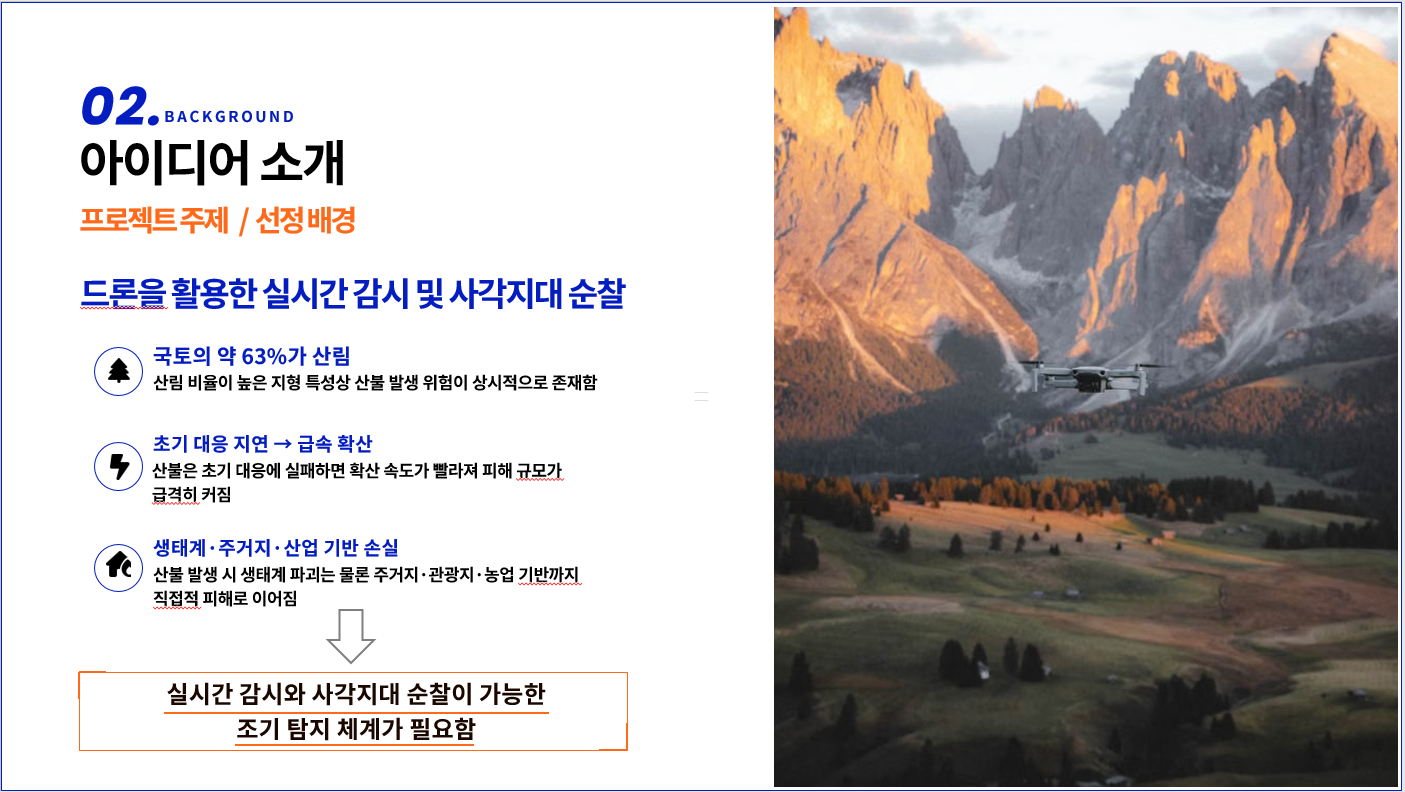 02. BACKGROUND
아이디어 소개
프로젝트 주제 / 선정 배경
드론을 활용한 실시간 감시 및 사각지대 순찰
국토의 약 63%가 산림
산림 비율이 높은 지형 특성상 산불 발생 위험이 상시적으로 존재함
초기 대응 지연 → 급속 확산
산불은 초기 대응에 실패하면 확산 속도가 빨라져 피해 규모가
급격히 커짐
생태계·주거지·산업 기반 손실
산불 발생 시 생태계 파괴는 물론 주거지·관광지·농업 기반까지
직접적 피해로 이어짐
실시간 감시와 사각지대 순찰이 가능한
조기 탐지 체계가 필요함